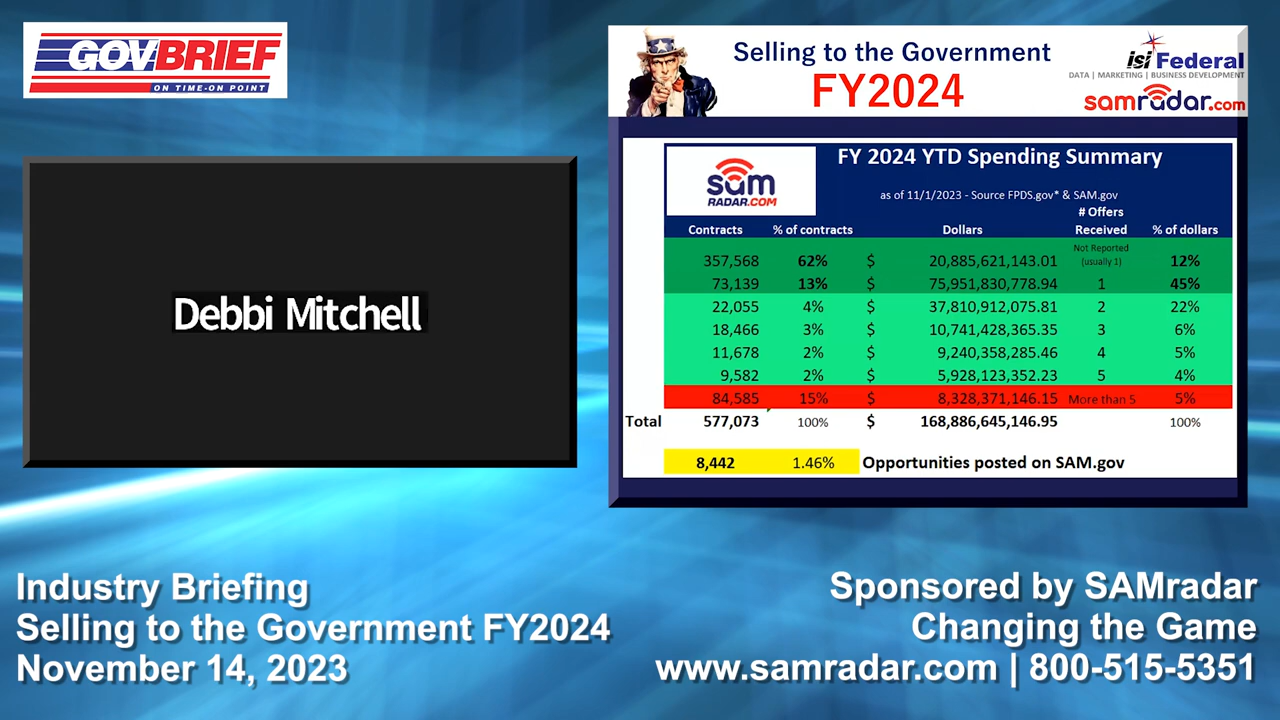 GOVBRIEF
ON TIME-ON POINT
Debbi Mitchell
Selling to the Government
FY2024
isi Federal
DATA | MARKETING | BUSINESS DEVELOPMENT
samradar.com
sam
RADAR.COM
FY 2024 YTD Spending Summary
as of 11/1/2023 - Source FPDS.gov* & SAM.gov
Contracts % of contracts Dollars # Offers Received % of dollars
357,568 62% $ 20,885,621,143.01 Not Reported (usually 1) 12%
73,139 13% $ 75,951,830,778.94 1 45%
22,055 4% $ 37,810,912,075.81 2 22%
18,466 3% $ 10,741,428,365.35 3 6%
11,678 2% $ 9,240,358,285.46 4 5%
9,582 2% $ 5,928,123,352.23 5 4%
84,585 15% $ 8,328,371,146.15 More than 5 5%
Total 577,073 100% $ 168,886,645,146.95 100%
8,442 1.46% Opportunities posted on SAM.gov
Industry Briefing
Selling to the Government FY2024
November 14, 2023
Sponsored by SAMradar
Changing the Game
www.samradar.com | 800-515-5351